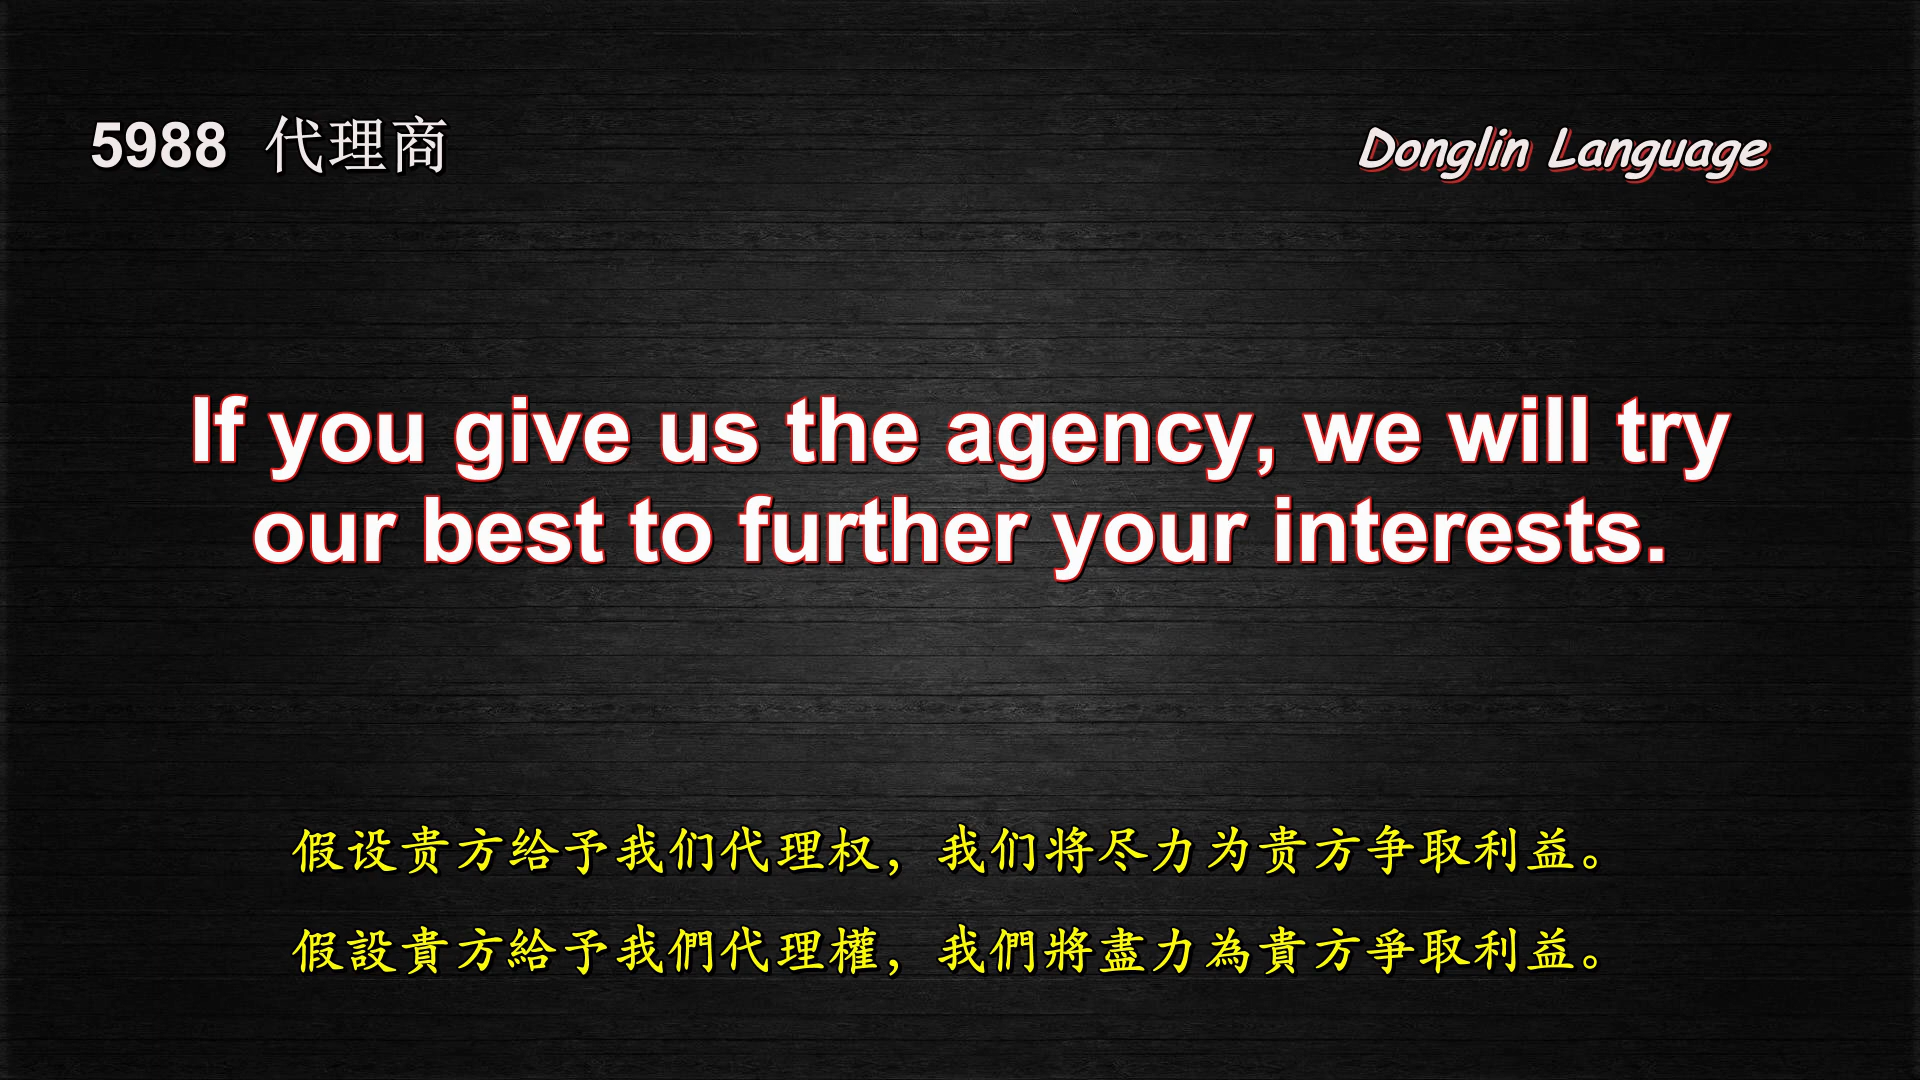 5988 代理商
Donglin Language
If you give us the agency, we will try
our best to further your interests.
假设贵方给予我们代理权，我们将尽力为贵方争取利益。
假設貴方給予我們代理權，我們將盡力為貴方爭取利益。